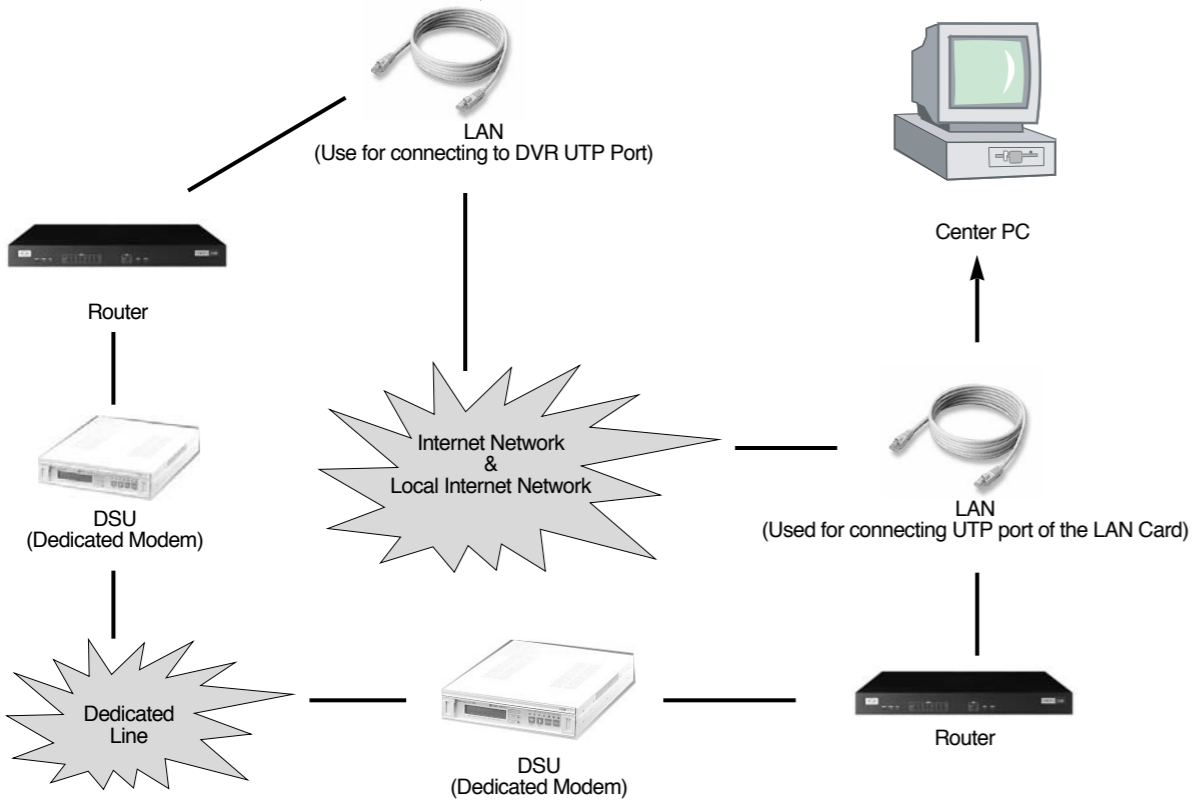 LAN
(Use for connecting to DVR UTP Port)
Center PC
Router
Internet Network
&
Local Internet Network
DSU
(Dedicated Modem)
LAN
(Used for connecting UTP port of the LAN Card)
Dedicated
Line
DSU
(Dedicated Modem)
Router